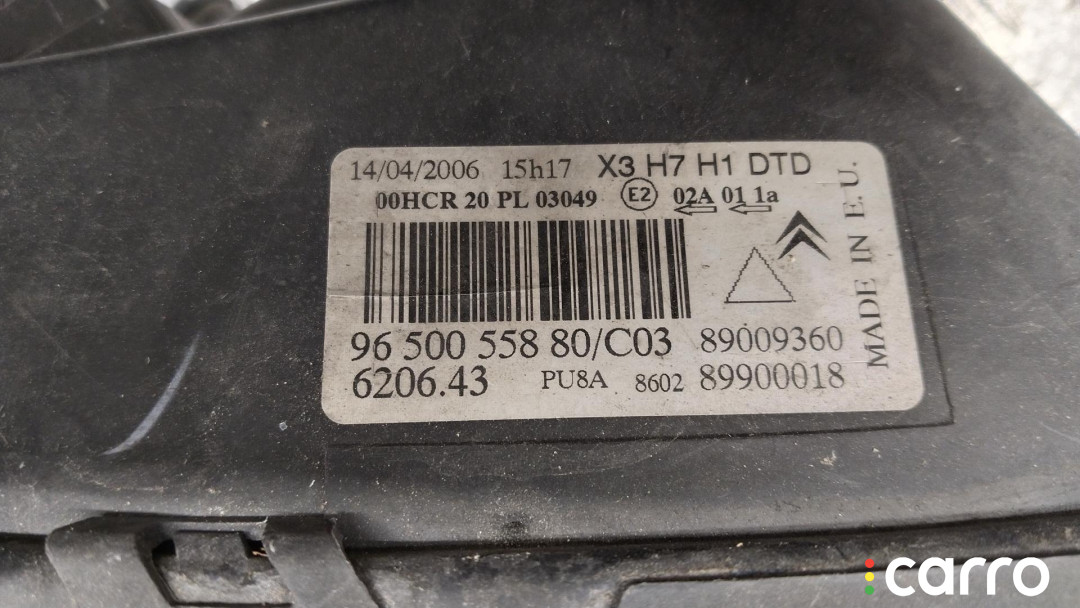 14/04/2006 15h17 X3 H7 H1 DTD
00HCR 20 PL 03049 E2 02A 01 1a
96 500 558 80/C03 89009360
6206.43 PU8A 8602 89900018
MADE IN E.U.
carro